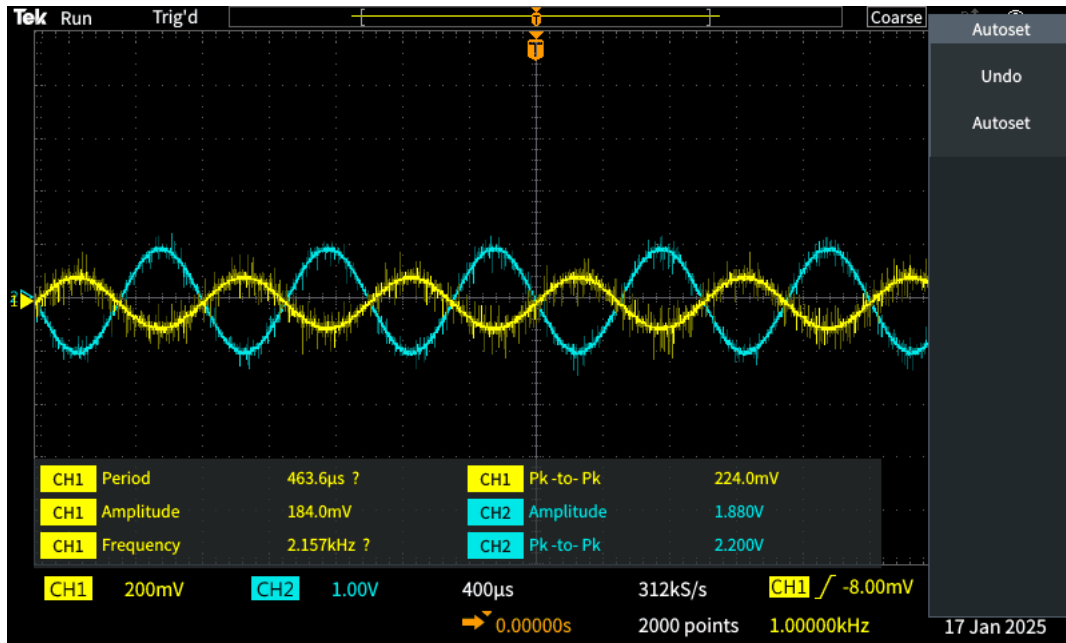 Tek Run Trig'd T Coarse
Autoset
T
Undo
Autoset
CH1 Period 463.6µs ? CH1 Pk-to-Pk 224.0mV
CH1 Amplitude 184.0mV CH2 Amplitude 1.880V
CH1 Frequency 2.157kHz ? CH2 Pk-to-Pk 2.200V
CH1 200mV CH2 1.00V 400µs 312kS/s CH1 -8.00mV
0.00000s 2000 points 1.00000kHz 17 Jan 2025